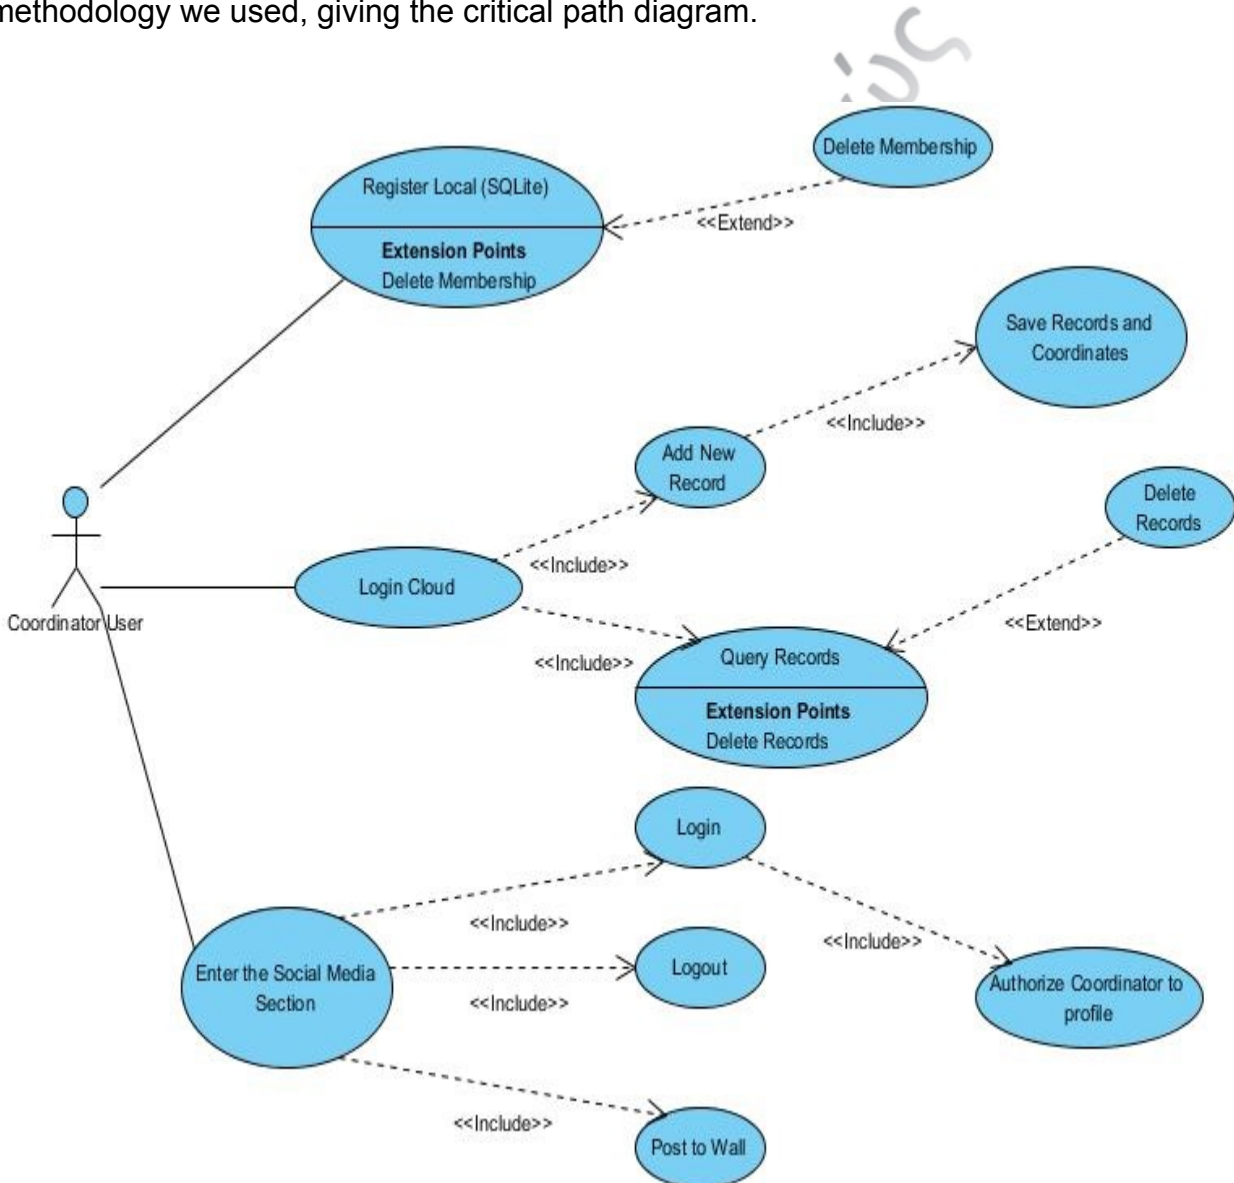 methodology we used, giving the critical path diagram.
Delete Membership
Register Local (SQLite)
<<Extend>>
Extension Points
Delete Membership
Save Records and
Coordinates
<<Include>>
Add New
Record
Delete
Records
<<Include>>
Login Cloud
Coordinator User
<<Extend>>
<<Include>>
Query Records
Extension Points
Delete Records
Login
<<Include>>
<<Include>>
Enter the Social Media
Section
Logout
<<Include>>
Authorize Coordinator to
profile
<<Include>>
Post to Wall